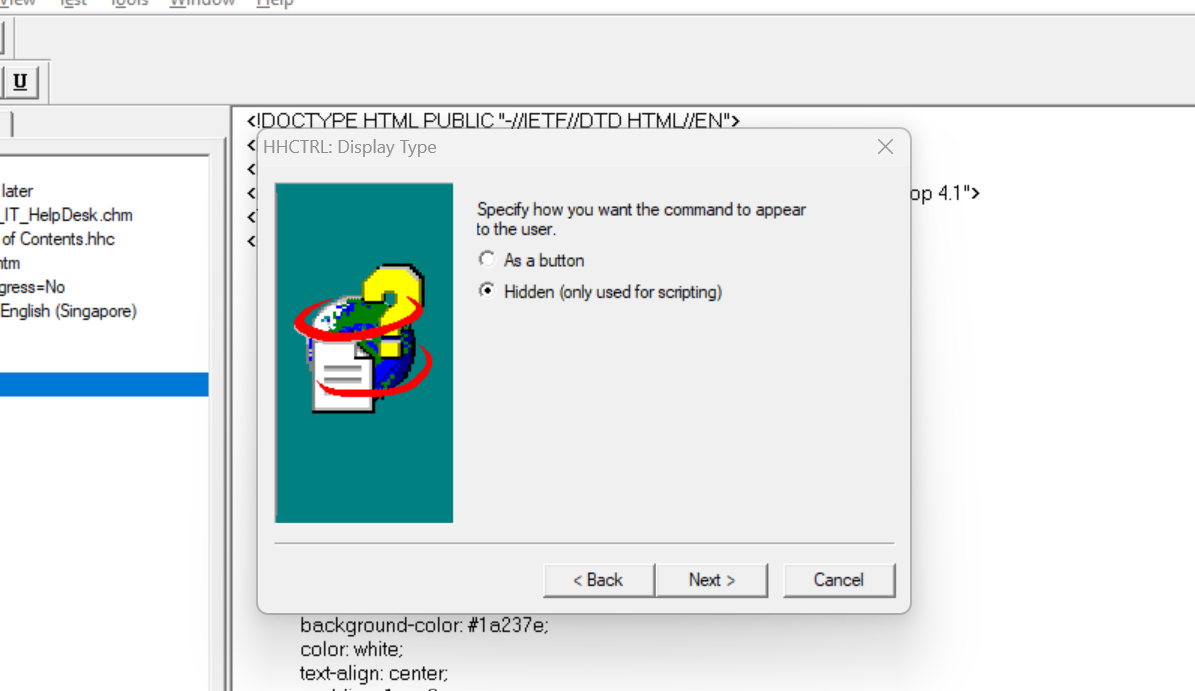 View Test Tools Window Help
U
<!DOCTYPE HTML PUBLIC "-//IETF//DTD HTML//EN">
<
HHCTRL: Display Type
<
later
< op 4.1">
_IT_HelpDesk.chm
<
Specify how you want the command to appear
to the user.
of Contents.hhc
<
htm
As a button
gress=No
Hidden (only used for scripting)
English (Singapore)
< Back Next > Cancel
background-color: #1a237e;
color: white;
text-align: center;